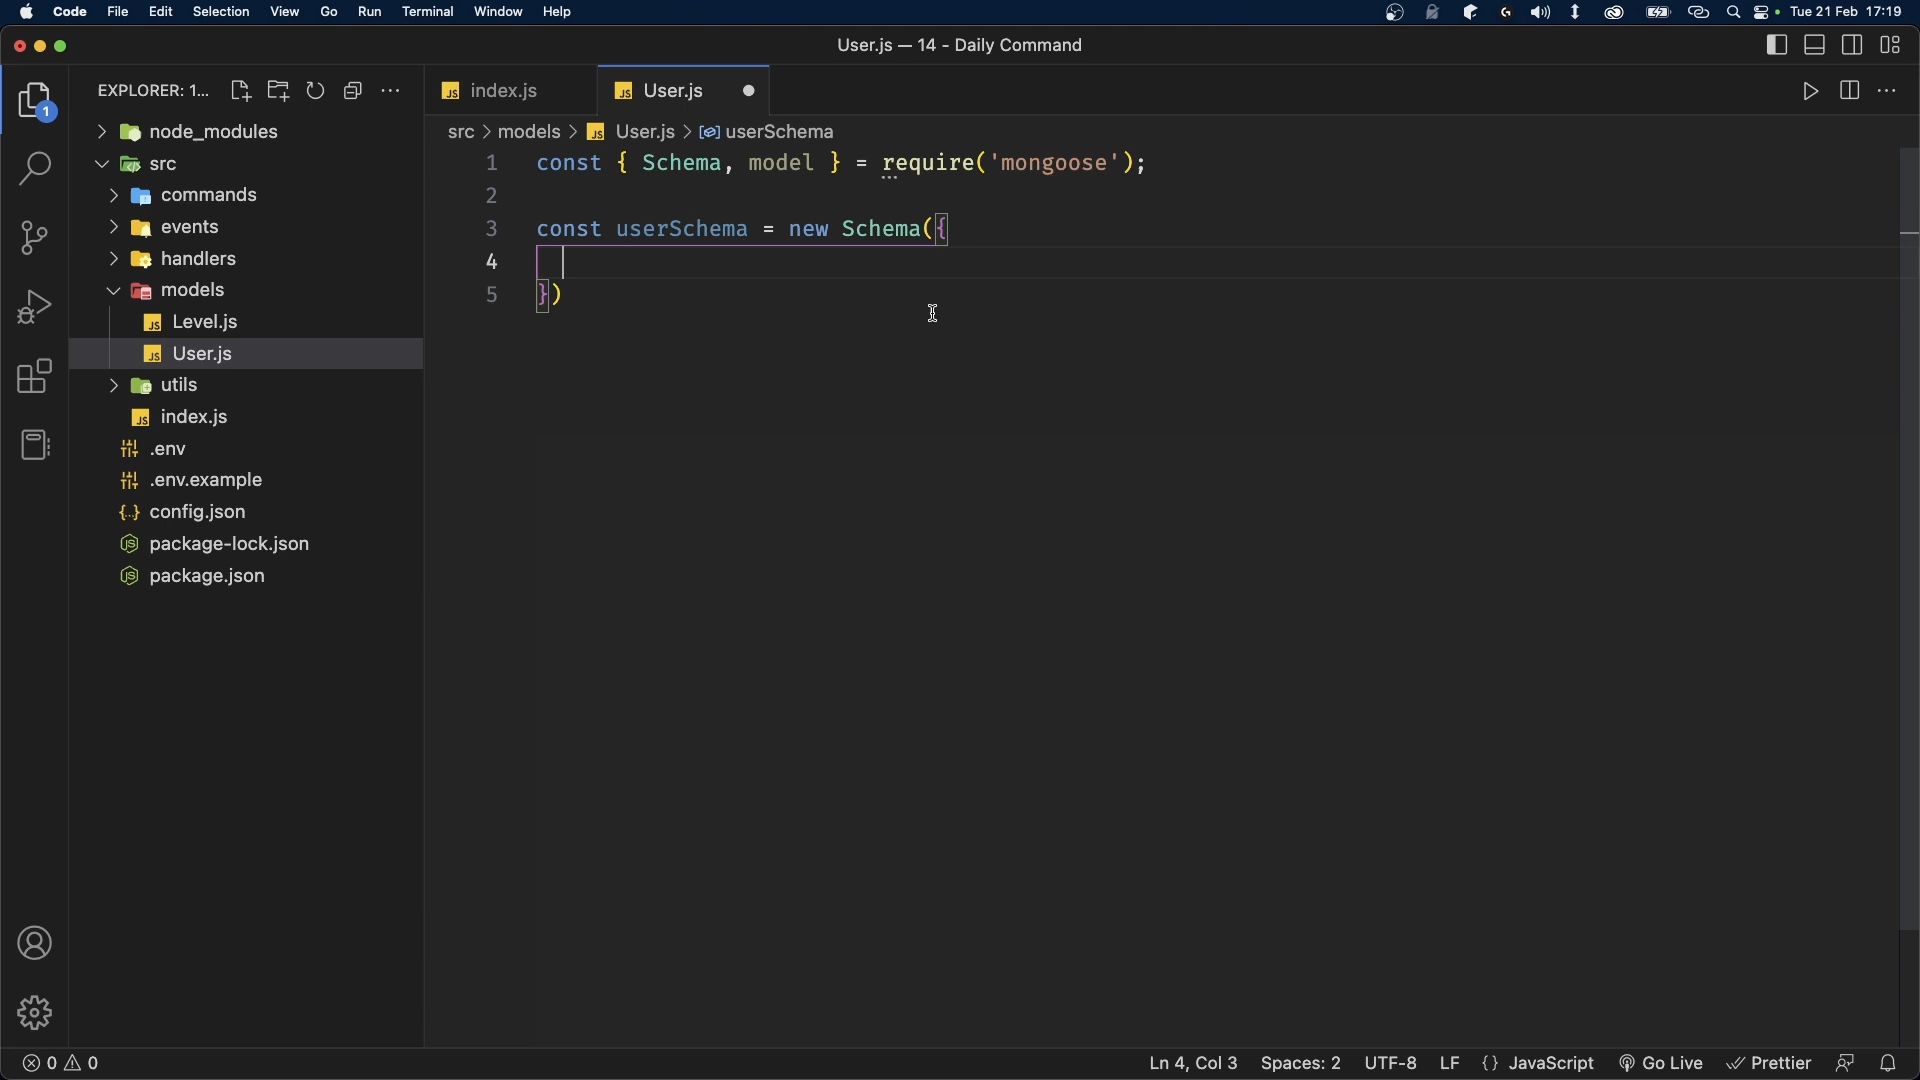 Code File Edit Selection View Go Run Terminal Window Help Tue 21 Feb 17:19
User.js — 14 - Daily Command
EXPLORER: 1...
index.js
User.js
1
node_modules
src
commands
events
handlers
models
Level.js
User.js
utils
index.js
.env
.env.example
config.json
package-lock.json
package.json
src > models > JS User.js > userSchema
1 const { Schema, model } = require('mongoose');
2
3 const userSchema = new Schema({
4
5 })
0 0 Ln 4, Col 3 Spaces: 2 UTF-8 LF {} JavaScript Go Live Prettier